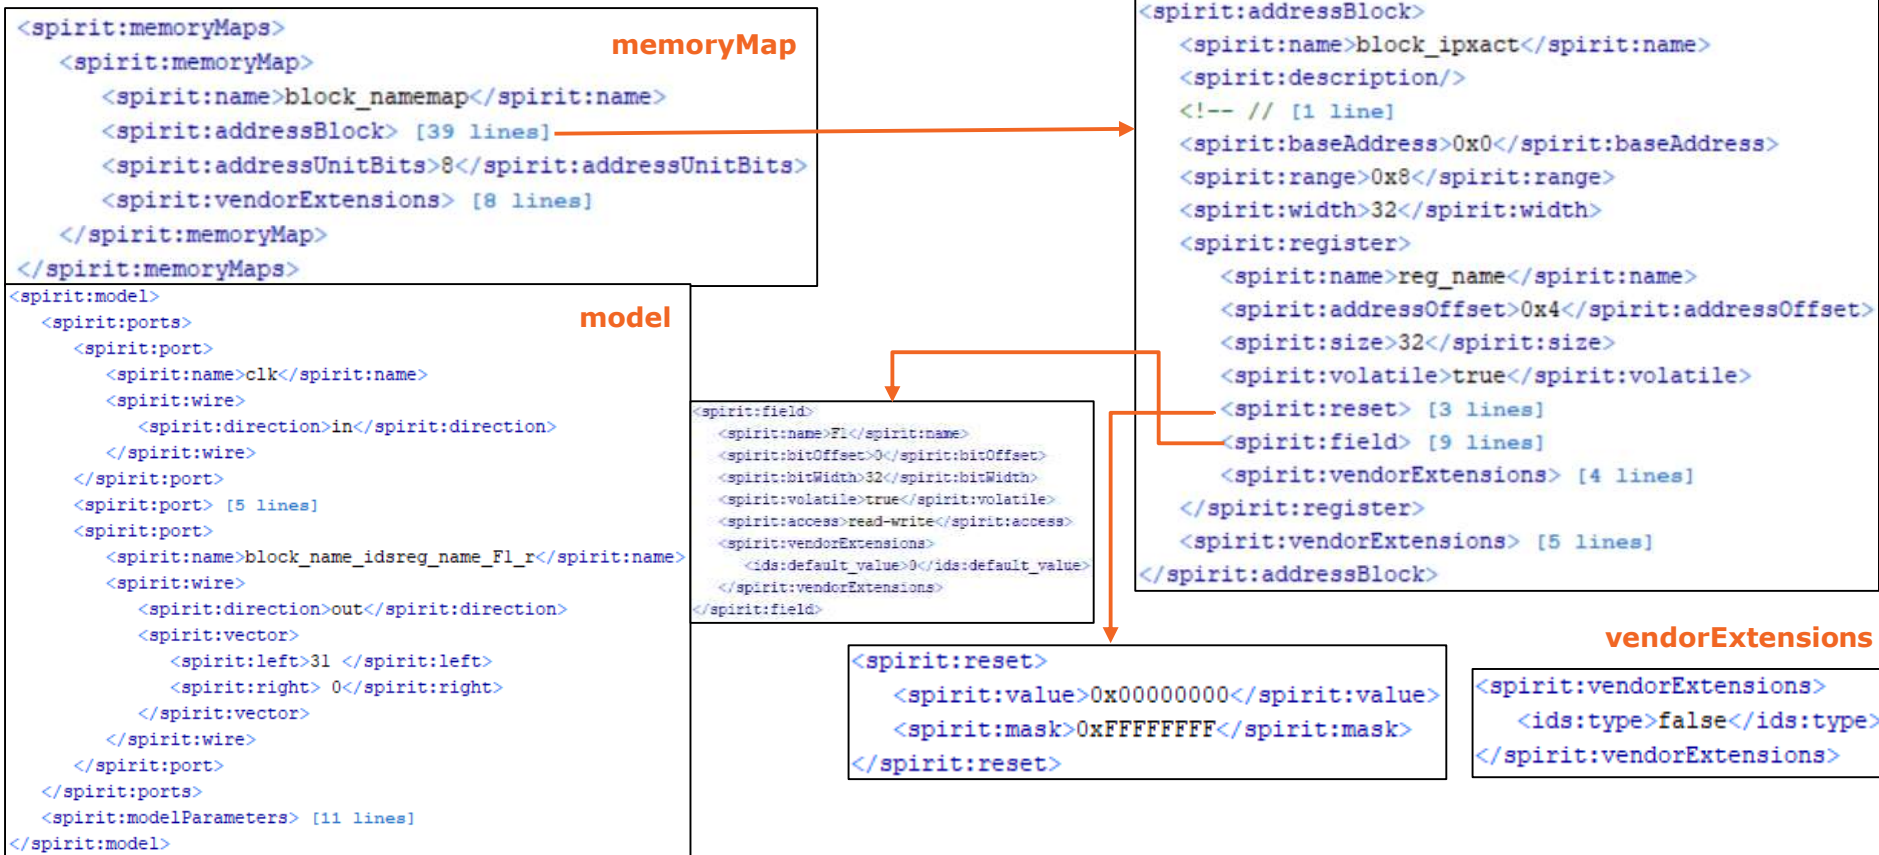 <spirit:memoryMaps>
memoryMap
<spirit:memoryMap>
<spirit:name>block_namemap</spirit:name>
<spirit:addressBlock> [39 lines]
<spirit:addressUnitBits>8</spirit:addressUnitBits>
<spirit:vendorExtensions> [8 lines]
</spirit:memoryMap>
</spirit:memoryMaps>
<spirit:model>
model
<spirit:ports>
<spirit:port>
<spirit:name>clk</spirit:name>
<spirit:wire>
<spirit:direction>in</spirit:direction>
</spirit:wire>
</spirit:port>
<spirit:port> [5 lines]
<spirit:port>
<spirit:name>block_name_idsreg_name_F1_r</spirit:name>
<spirit:wire>
<spirit:direction>out</spirit:direction>
<spirit:vector>
<spirit:left>31 </spirit:left>
<spirit:right> 0</spirit:right>
</spirit:vector>
</spirit:wire>
</spirit:port>
</spirit:ports>
<spirit:modelParameters> [11 lines]
</spirit:model>
<spirit:addressBlock>
<spirit:name>block_ipxact</spirit:name>
<spirit:description/>
<!-- // [1 line]
<spirit:baseAddress>0x0</spirit:baseAddress>
<spirit:range>0x8</spirit:range>
<spirit:width>32</spirit:width>
<spirit:register>
<spirit:name>reg_name</spirit:name>
<spirit:addressOffset>0x4</spirit:addressOffset>
<spirit:size>32</spirit:size>
<spirit:volatile>true</spirit:volatile>
<spirit:reset> [3 lines]
<spirit:field> [9 lines]
<spirit:vendorExtensions> [4 lines]
</spirit:register>
<spirit:vendorExtensions> [5 lines]
</spirit:addressBlock>
<spirit:field>
<spirit:name>F1</spirit:name>
<spirit:bitOffset>0</spirit:bitOffset>
<spirit:bitWidth>32</spirit:bitWidth>
<spirit:volatile>true</spirit:volatile>
<spirit:access>read-write</spirit:access>
<spirit:vendorExtensions>
<ids:default_value>0</ids:default_value>
</spirit:vendorExtensions>
</spirit:field>
<spirit:reset>
<spirit:value>0x00000000</spirit:value>
<spirit:mask>0xFFFFFFFF</spirit:mask>
</spirit:reset>
vendorExtensions
<spirit:vendorExtensions>
<ids:type>false</ids:type>
</spirit:vendorExtensions>